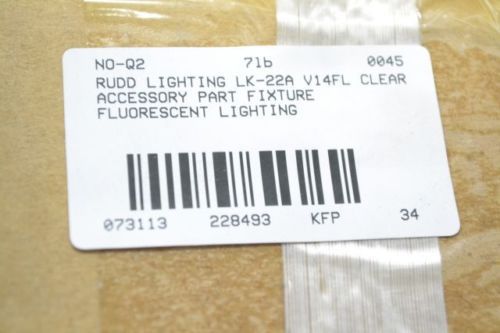 NO-Q2 7lb 0045
RUDD LIGHTING LK-22A V14FL CLEAR
ACCESSORY PART FIXTURE
FLUORESCENT LIGHTING
073113 228493 KFP 34